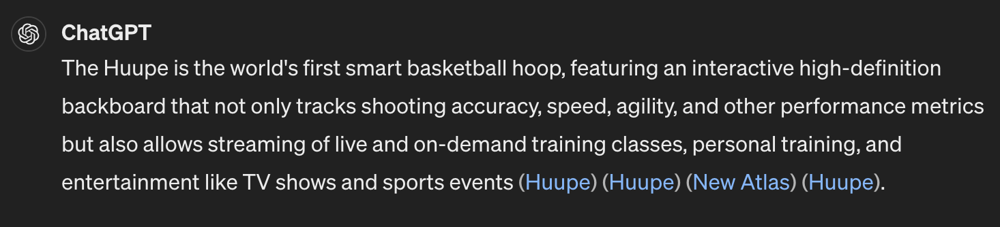 ChatGPT
The Huupe is the world's first smart basketball hoop, featuring an interactive high-definition
backboard that not only tracks shooting accuracy, speed, agility, and other performance metrics
but also allows streaming of live and on-demand training classes, personal training, and
entertainment like TV shows and sports events (Huupe) (Huupe) (New Atlas) (Huupe).